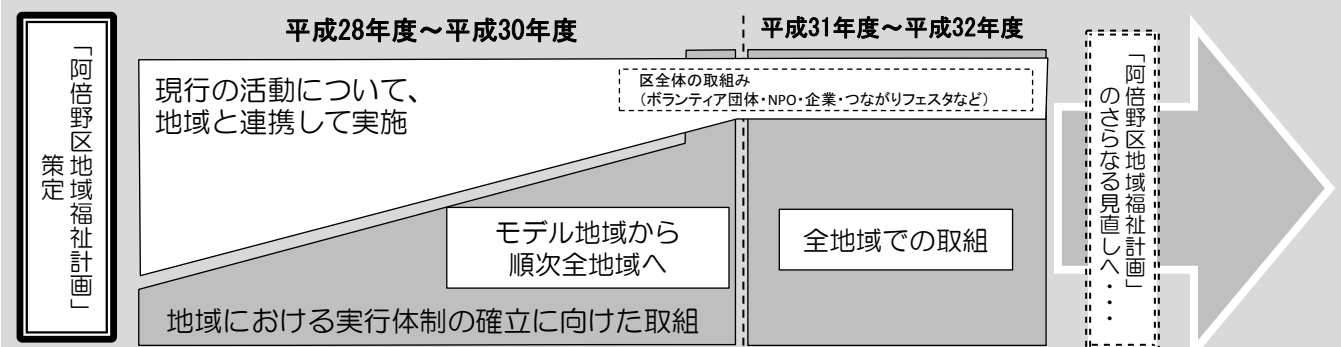 「阿倍野区地域福祉計画」
策定
平成28年度～平成30年度
平成31年度～平成32年度
現行の活動について、
地域と連携して実施
区全体の取組み
（ボランティア団体・NPO・企業・つながりフェスタなど）
モデル地域から
順次全地域へ
全地域での取組
地域における実行体制の確立に向けた取組
「阿倍野区地域福祉計画」
のさらなる見直しへ・・・